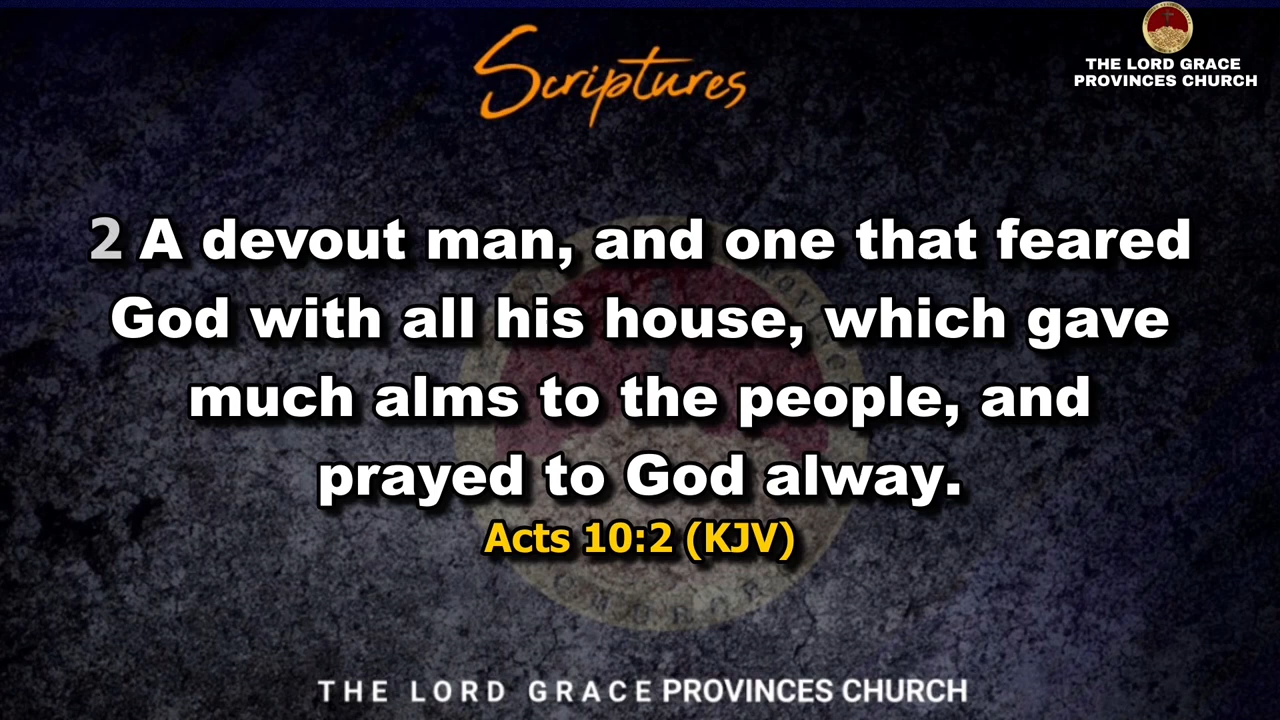 Scriptures
THE LORD GRACE
PROVINCES CHURCH
2 A devout man, and one that feared
God with all his house, which gave
much alms to the people, and
prayed to God alway.
Acts 10:2 (KJV)
THE LORD GRACE PROVINCES CHURCH